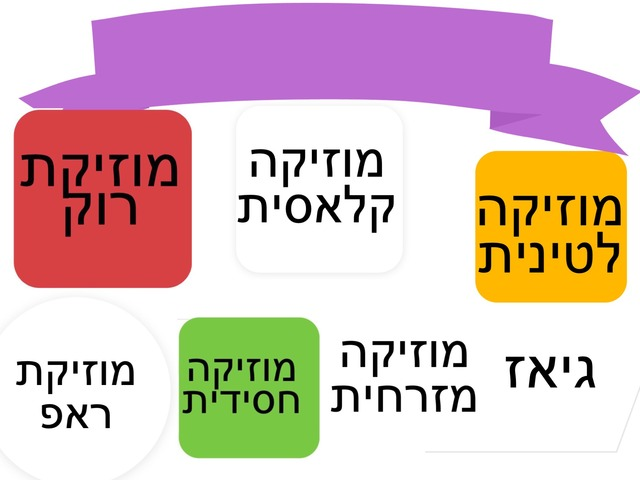 מוזיקת
רוק
מוזיקה
קלאסית
מוזיקה
לטינית
מוזיקת
ראפ
מוזיקה
חסידית
מוזיקה
מזרחית
גיאז